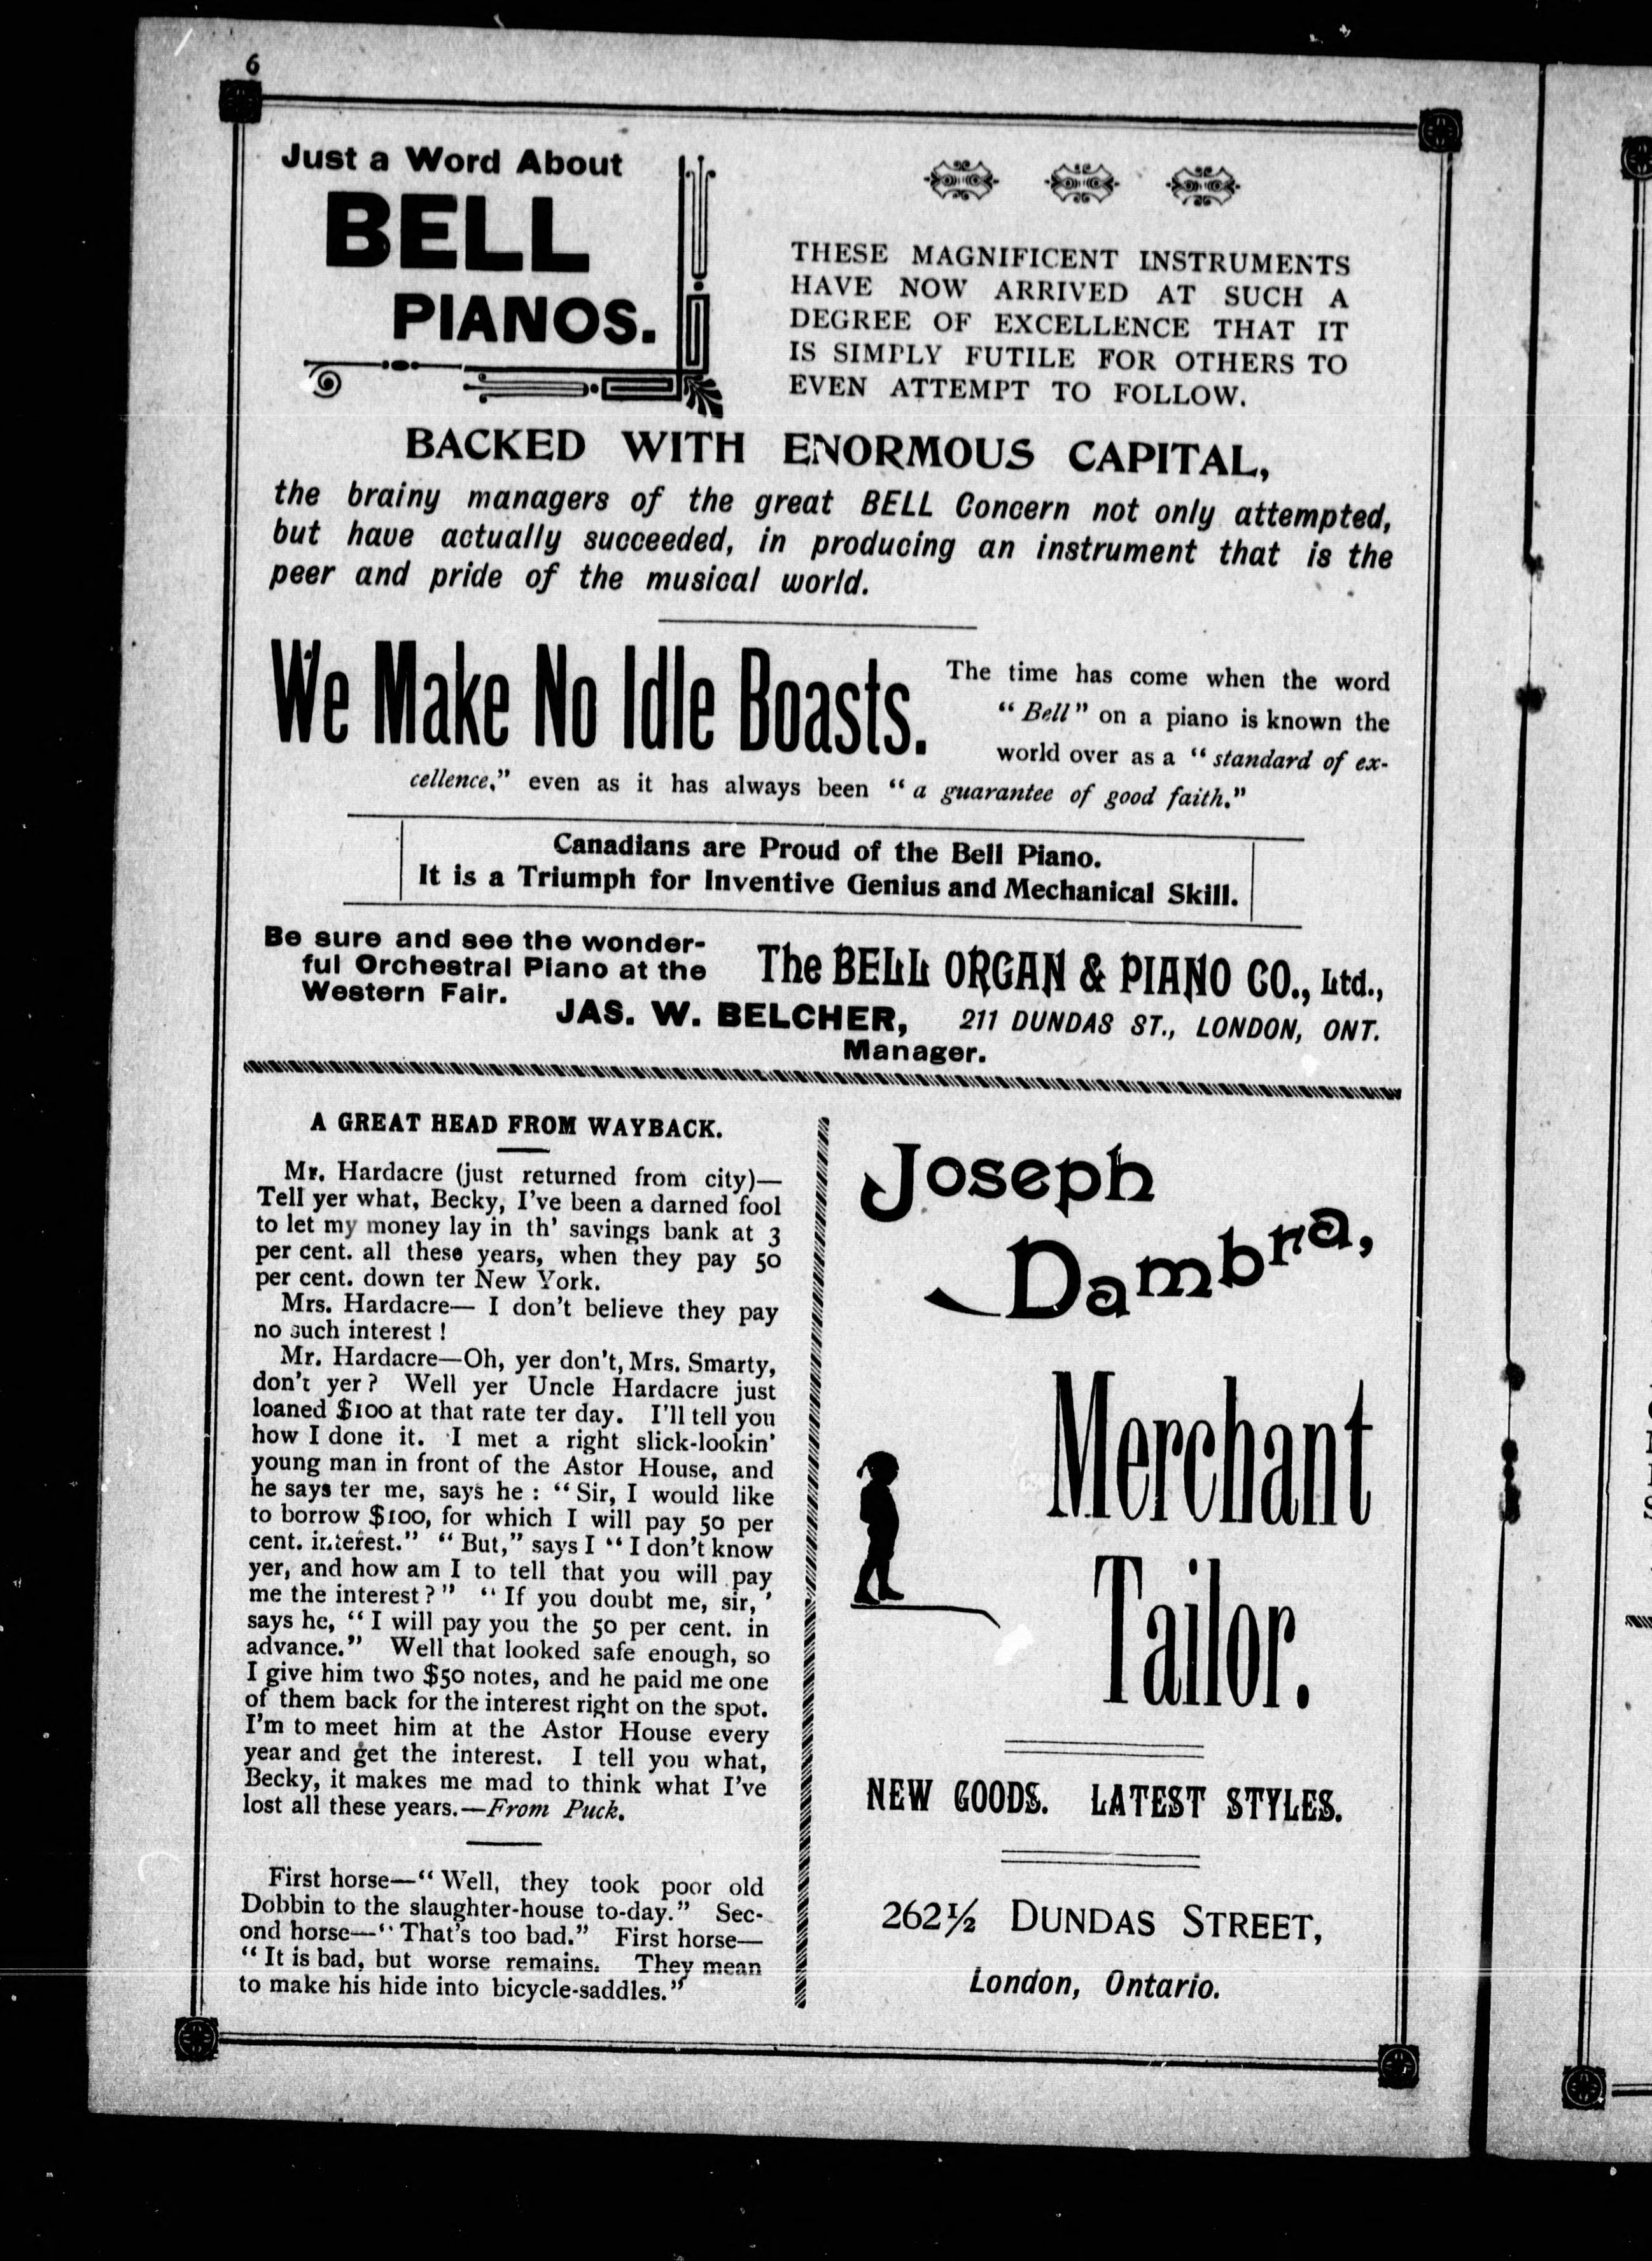 6
Just a Word About
BELL
PIANOS.
THESE MAGNIFICENT INSTRUMENTS
HAVE NOW ARRIVED AT SUCH A
DEGREE OF EXCELLENCE THAT IT
IS SIMPLY FUTILE FOR OTHERS TO
EVEN ATTEMPT TO FOLLOW.
BACKED WITH ENORMOUS CAPITAL,
the brainy managers of the great BELL Concern not only attempted,
but have actually succeeded, in producing an instrument that is the
peer and pride of the musical world.
We Make No Idle Boasts.
The time has come when the word
"Bell" on a piano is known the
world over as a "standard of ex-
cellence," even as it has always been "a guarantee of good faith."
Canadians are Proud of the Bell Piano.
It is a Triumph for Inventive Genius and Mechanical Skill.
Be sure and see the wonder-
ful Orchestral Piano at the
Western Fair.
The BELL ORGAN & PIANO CO., Ltd.,
JAS. W. BELCHER, 211 DUNDAS ST., LONDON, ONT.
Manager.
A GREAT HEAD FROM WAYBACK.
Mr. Hardacre (just returned from city)—
Tell yer what, Becky, I've been a darned fool
to let my money lay in th' savings bank at 3
per cent. all these years, when they pay 50
per cent. down ter New York.
Mrs. Hardacre— I don't believe they pay
no such interest !
Mr. Hardacre—Oh, yer don't, Mrs. Smarty,
don't yer? Well yer Uncle Hardacre just
loaned $100 at that rate ter day. I'll tell you
how I done it. I met a right slick-lookin'
young man in front of the Astor House, and
he says ter me, says he : "Sir, I would like
to borrow $100, for which I will pay 50 per
cent. interest." "But," says I "I don't know
yer, and how am I to tell that you will pay
me the interest?" "If you doubt me, sir,'
says he, "I will pay you the 50 per cent. in
advance." Well that looked safe enough, so
I give him two $50 notes, and he paid me one
of them back for the interest right on the spot.
I'm to meet him at the Astor House every
year and get the interest. I tell you what,
Becky, it makes me mad to think what I've
lost all these years.—From Puck.
First horse—"Well, they took poor old
Dobbin to the slaughter-house to-day." Sec-
ond horse—"That's too bad." First horse—
"It is bad, but worse remains. They mean
to make his hide into bicycle-saddles."
Joseph
Dambra,
Merchant
Tailor.
NEW GOODS. LATEST STYLES.
262½ DUNDAS STREET,
London, Ontario.